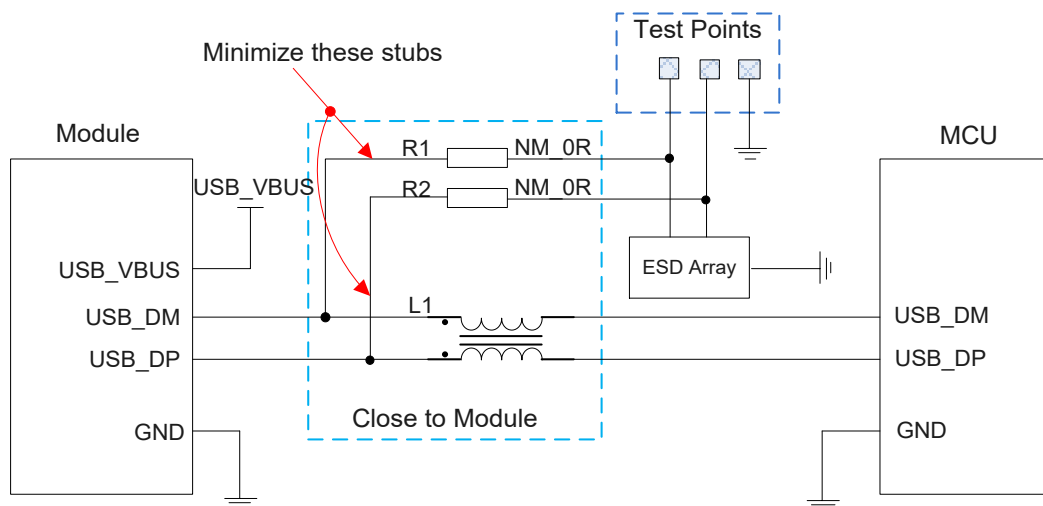 Test Points
Minimize these stubs
Module
MCU
R1
NM_0R
R2
NM_0R
USB_VBUS
ESD Array
USB_VBUS
L1
USB_DM
USB_DM
USB_DP
USB_DP
Close to Module
GND
GND